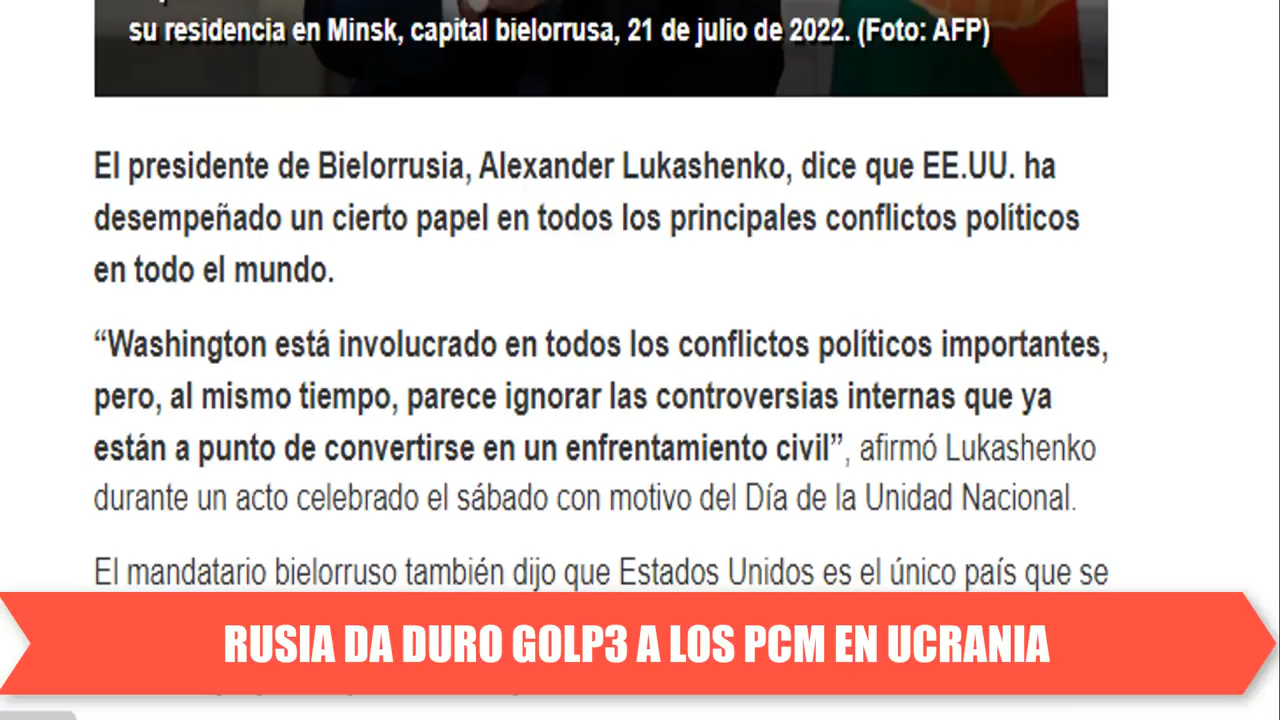 su residencia en Minsk, capital bielorrusa, 21 de julio de 2022. (Foto: AFP)
El presidente de Bielorrusia, Alexander Lukashenko, dice que EE.UU. ha
desempeñado un cierto papel en todos los principales conflictos políticos
en todo el mundo.
“Washington está involucrado en todos los conflictos políticos importantes,
pero, al mismo tiempo, parece ignorar las controversias internas que ya
están a punto de convertirse en un enfrentamiento civil”, afirmó Lukashenko
durante un acto celebrado el sábado con motivo del Día de la Unidad Nacional.
El mandatario bielorruso también dijo que Estados Unidos es el único país que se
RUSIA DA DURO GOLP3 A LOS PCM EN UCRANIA